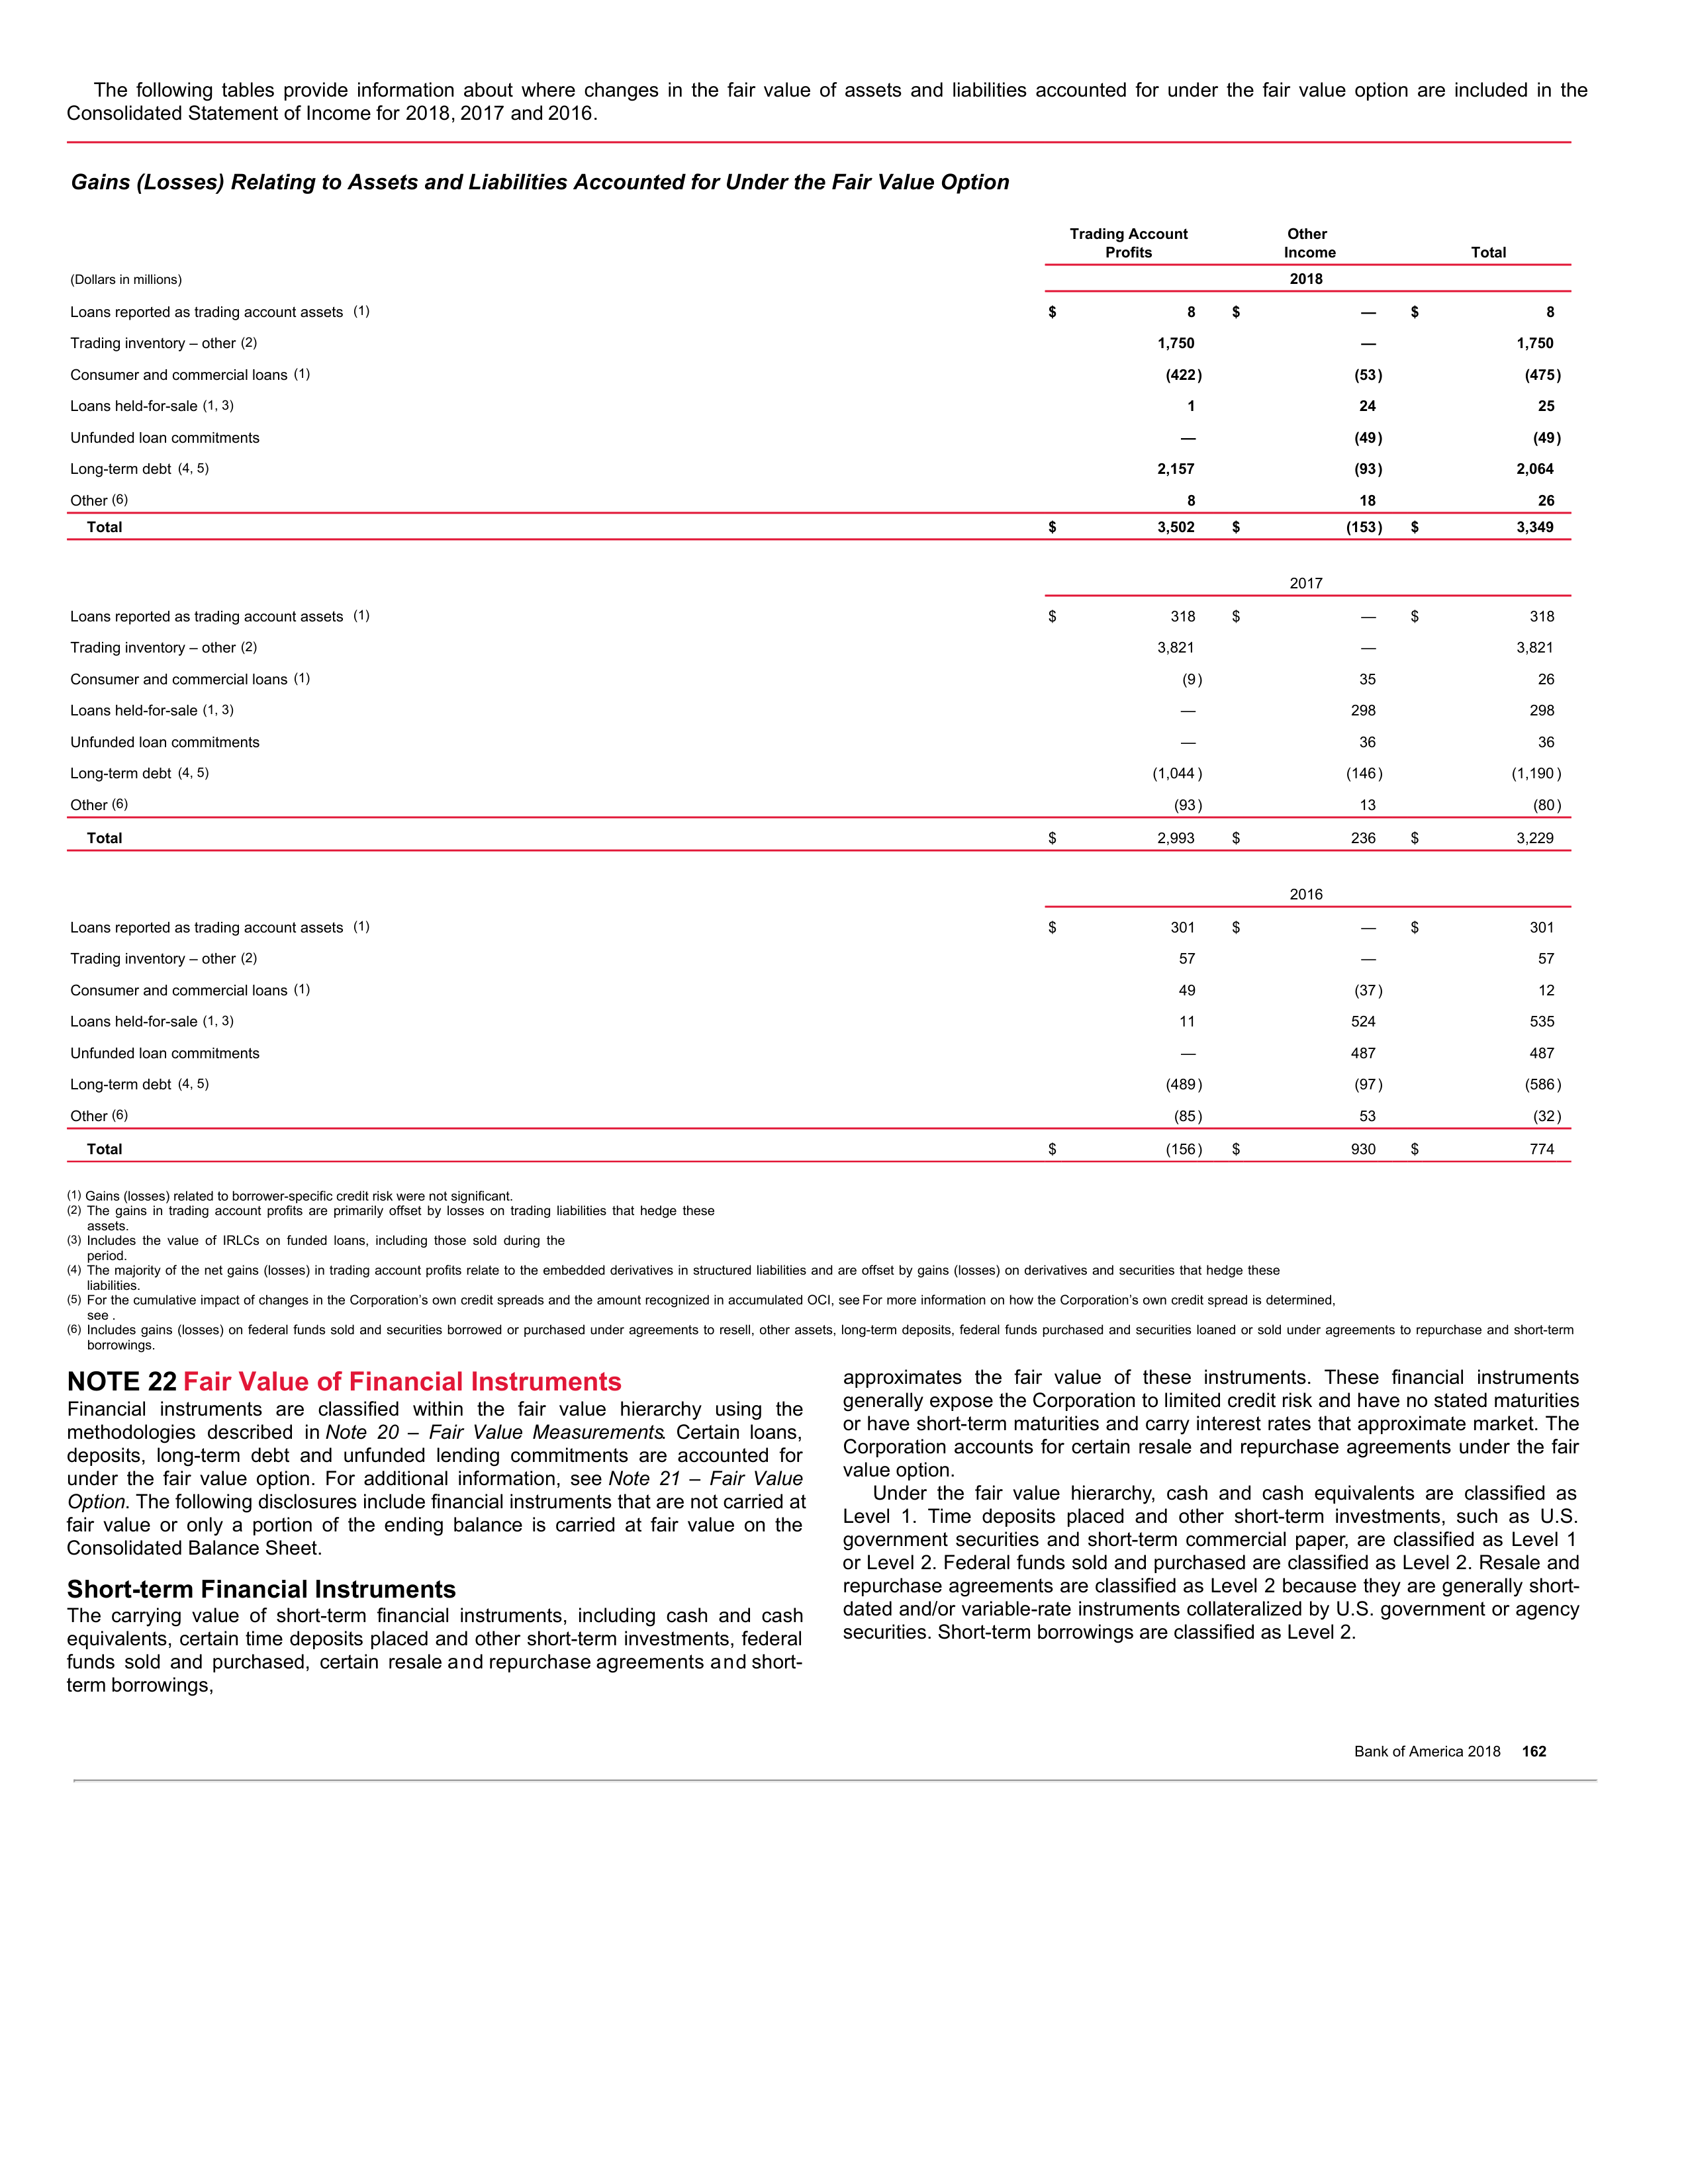 The following tables provide information about where changes in the fair value of assets and liabilities accounted for under the fair value option are included in the
Consolidated Statement of Income for 2018, 2017 and 2016.
Gains (Losses) Relating to Assets and Liabilities Accounted for Under the Fair Value Option
Trading Account Profits Other Income Total
(Dollars in millions) 2018
Loans reported as trading account assets (1) $ 8 $ — $ 8
Trading inventory – other (2) 1,750 — 1,750
Consumer and commercial loans (1) (422) (53) (475)
Loans held-for-sale (1, 3) 1 24 25
Unfunded loan commitments — (49) (49)
Long-term debt (4, 5) 2,157 (93) 2,064
Other (6) 8 18 26
Total $ 3,502 $ (153) $ 3,349
2017
Loans reported as trading account assets (1) $ 318 $ — $ 318
Trading inventory – other (2) 3,821 — 3,821
Consumer and commercial loans (1) (9) 35 26
Loans held-for-sale (1, 3) — 298 298
Unfunded loan commitments — 36 36
Long-term debt (4, 5) (1,044) (146) (1,190)
Other (6) (93) 13 (80)
Total $ 2,993 $ 236 $ 3,229
2016
Loans reported as trading account assets (1) $ 301 $ — $ 301
Trading inventory – other (2) 57 — 57
Consumer and commercial loans (1) 49 (37) 12
Loans held-for-sale (1, 3) 11 524 535
Unfunded loan commitments — 487 487
Long-term debt (4, 5) (489) (97) (586)
Other (6) (85) 53 (32)
Total $ (156) $ 930 $ 774
(1) Gains (losses) related to borrower-specific credit risk were not significant.
(2) The gains in trading account profits are primarily offset by losses on trading liabilities that hedge these
assets.
(3) Includes the value of IRLCs on funded loans, including those sold during the
period.
(4) The majority of the net gains (losses) in trading account profits relate to the embedded derivatives in structured liabilities and are offset by gains (losses) on derivatives and securities that hedge these
liabilities.
(5) For the cumulative impact of changes in the Corporation's own credit spreads and the amount recognized in accumulated OCI, see For more information on how the Corporation's own credit spread is determined,
see .
(6) Includes gains (losses) on federal funds sold and securities borrowed or purchased under agreements to resell, other assets, long-term deposits, federal funds purchased and securities loaned or sold under agreements to repurchase and short-term
borrowings.
NOTE 22 Fair Value of Financial Instruments
Financial instruments are classified within the fair value hierarchy using the
methodologies described in Note 20 – Fair Value Measurements. Certain loans,
deposits, long-term debt and unfunded lending commitments are accounted for
under the fair value option. For additional information, see Note 21 – Fair Value
Option. The following disclosures include financial instruments that are not carried at
fair value or only a portion of the ending balance is carried at fair value on the
Consolidated Balance Sheet.
Short-term Financial Instruments
The carrying value of short-term financial instruments, including cash and cash
equivalents, certain time deposits placed and other short-term investments, federal
funds sold and purchased, certain resale and repurchase agreements and short-
term borrowings,
approximates the fair value of these instruments. These financial instruments
generally expose the Corporation to limited credit risk and have no stated maturities
or have short-term maturities and carry interest rates that approximate market. The
Corporation accounts for certain resale and repurchase agreements under the fair
value option.
Under the fair value hierarchy, cash and cash equivalents are classified as
Level 1. Time deposits placed and other short-term investments, such as U.S.
government securities and short-term commercial paper, are classified as Level 1
or Level 2. Federal funds sold and purchased are classified as Level 2. Resale and
repurchase agreements are classified as Level 2 because they are generally short-
dated and/or variable-rate instruments collateralized by U.S. government or agency
securities. Short-term borrowings are classified as Level 2.
Bank of America 2018 162